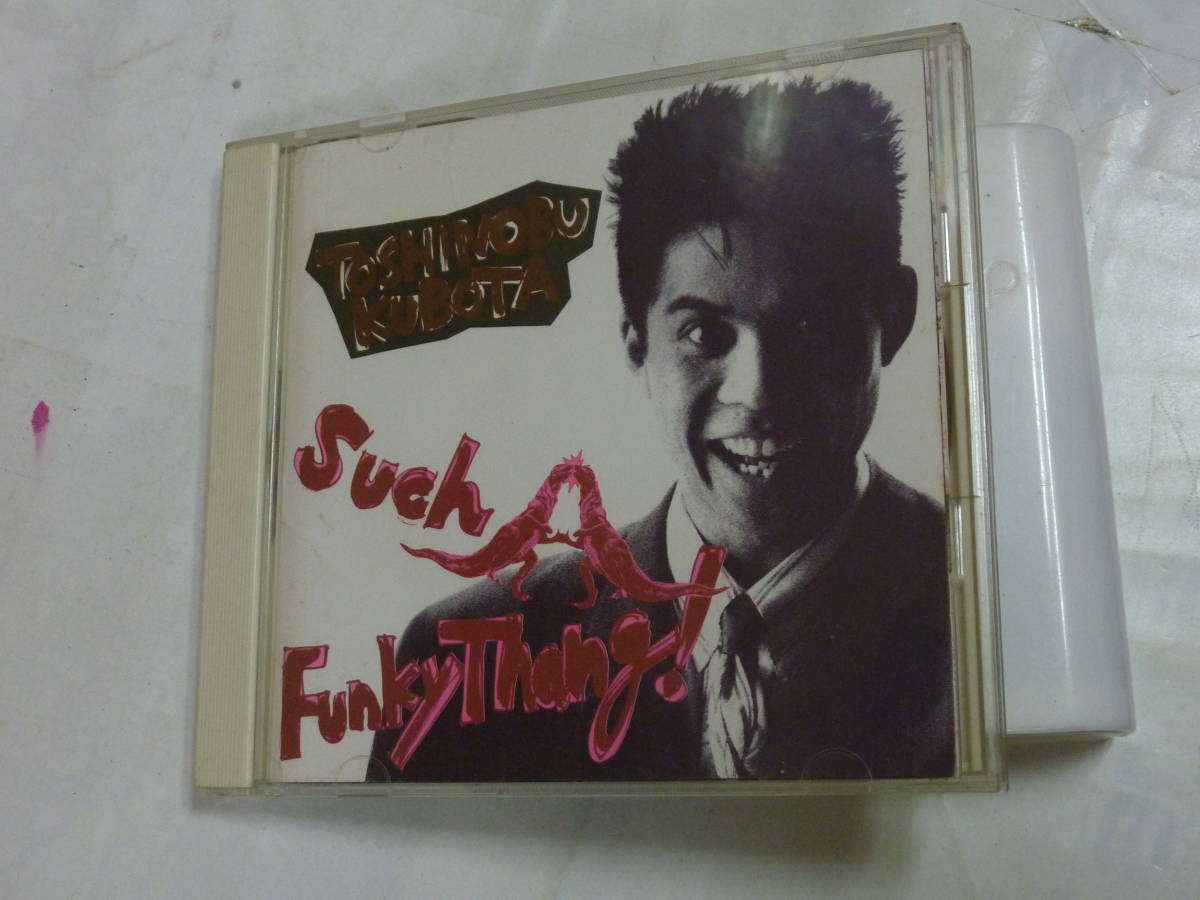 TOSHINOBU
KUBOTA
Such A
Funky Thang!